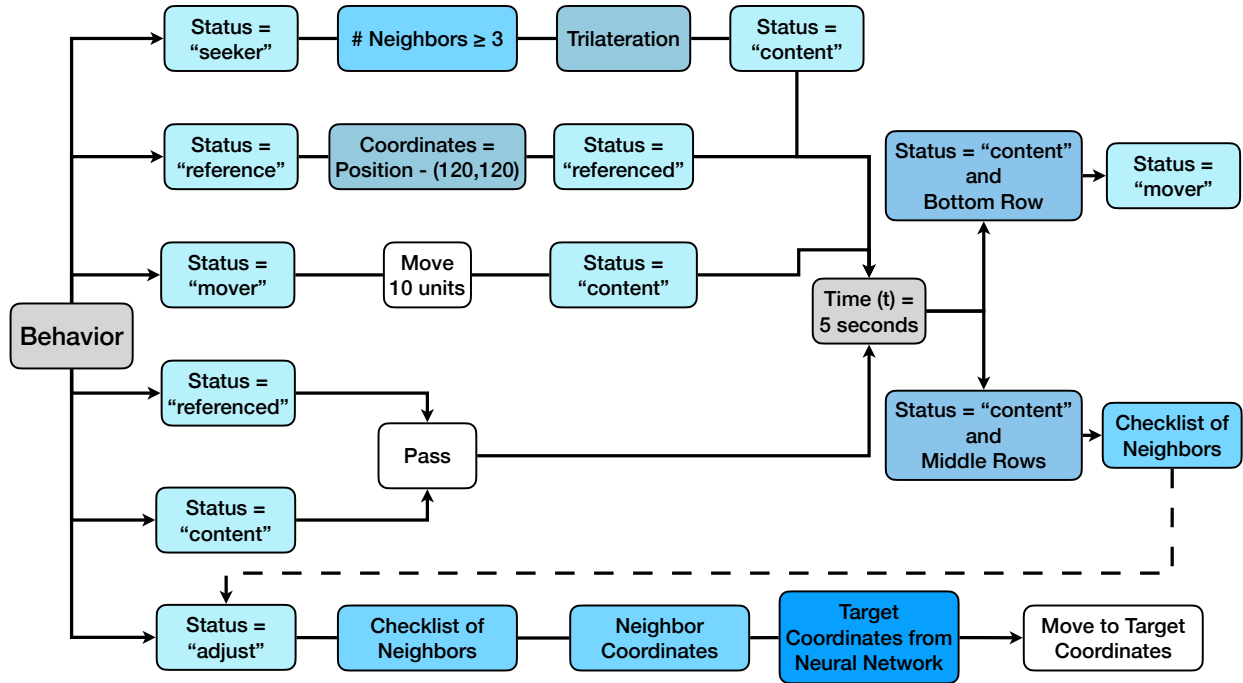 Status =
“seeker”
# Neighbors ≥ 3
Trilateration
Status =
“content”
Status =
“reference”
Coordinates =
Position - (120,120)
Status =
“referenced”
Status = “content”
and
Bottom Row
Status =
“mover”
Status =
“mover”
Move
10 units
Status =
“content”
Time (t) =
5 seconds
Behavior
Status =
“referenced”
Pass
Status = “content”
and
Middle Rows
Checklist of
Neighbors
Status =
“content”
Status =
“adjust”
Checklist of
Neighbors
Neighbor
Coordinates
Target
Coordinates from
Neural Network
Move to Target
Coordinates